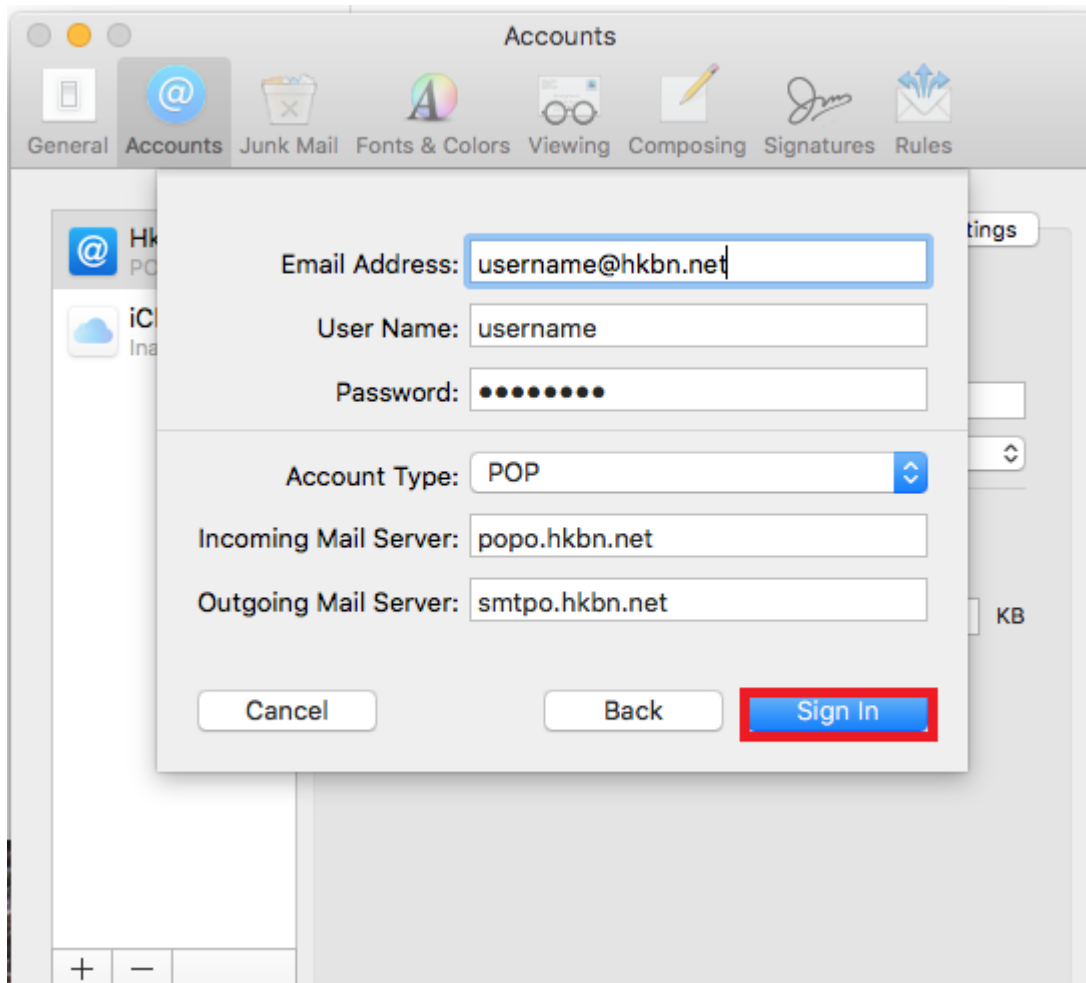 Accounts
General Accounts Junk Mail Fonts & Colors Viewing Composing Signatures Rules
Email Address: username@hkbn.net
User Name: username
Password: ●●●●●●●●
Account Type: POP
Incoming Mail Server: popo.hkbn.net
Outgoing Mail Server: smtpo.hkbn.net
KB
Cancel Back Sign In